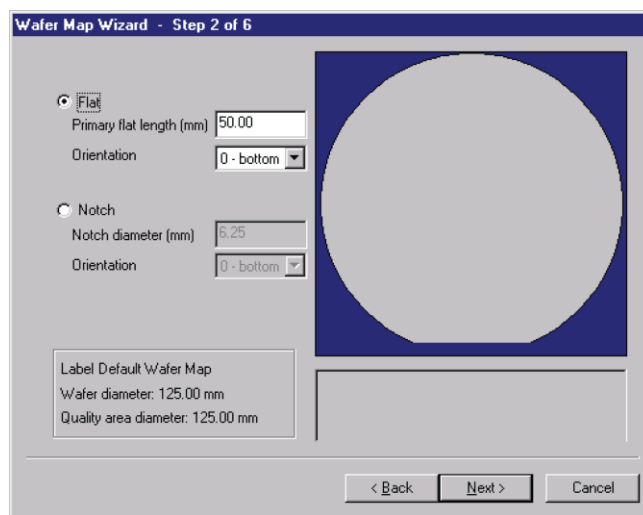 Wafer Map Wizard - Step 2 of 6
Flat
Primary flat length (mm) 50.00
Orientation 0 - bottom
Notch
Notch diameter (mm) 6.25
Orientation 0 - bottom
Label Default Wafer Map
Wafer diameter: 125.00 mm
Quality area diameter: 125.00 mm
< Back Next > Cancel